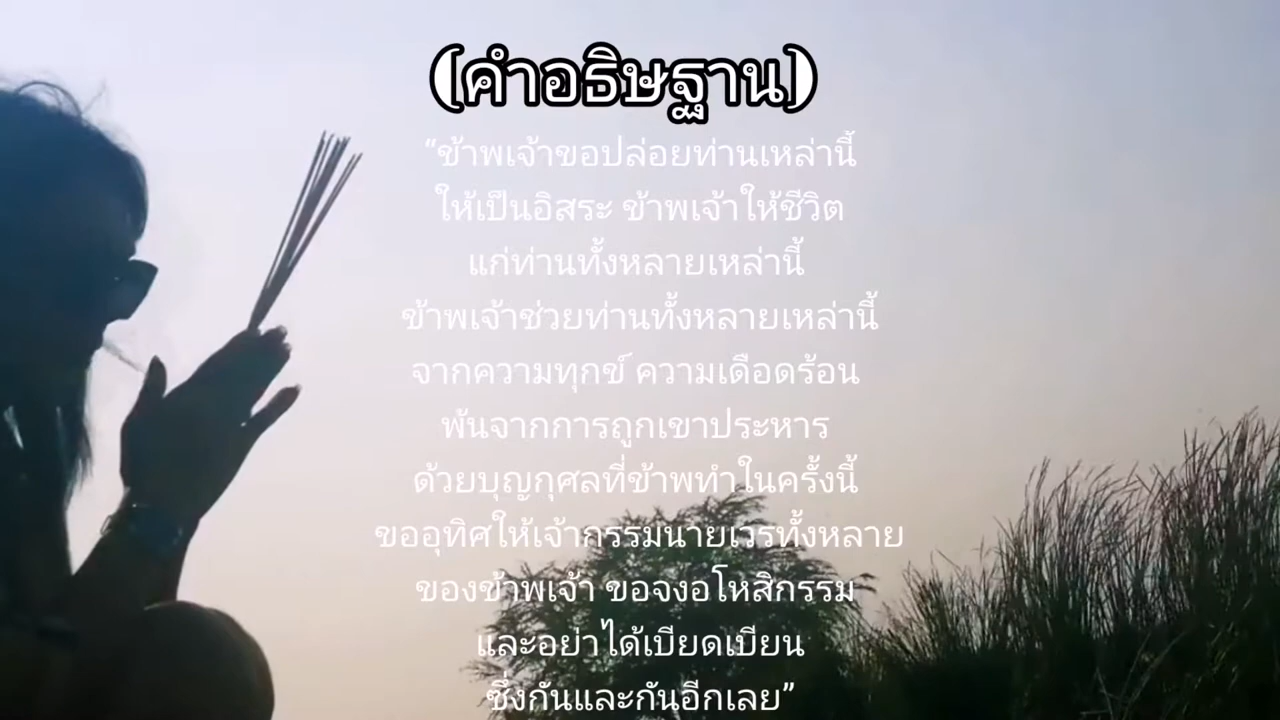 (คำอธิษฐาน)
"ข้าพเจ้าขอปล่อยท่านเหล่านี้
ให้เป็นอิสระ ข้าพเจ้าให้ชีวิต
แก่ท่านทั้งหลายเหล่านี้
ข้าพเจ้าช่วยท่านทั้งหลายเหล่านี้
จากความทุกข์ ความเดือดร้อน
พ้นจากการถูกเขาประหาร
ด้วยบุญกุศลที่ข้าพทำในครั้งนี้
ขออุทิศให้เจ้ากรรมนายเวรทั้งหลาย
ของข้าพเจ้า ขอจงอโหสิกรรม
และอย่าได้เบียดเบียน
ซึ่งกันและกันอีกเลย"